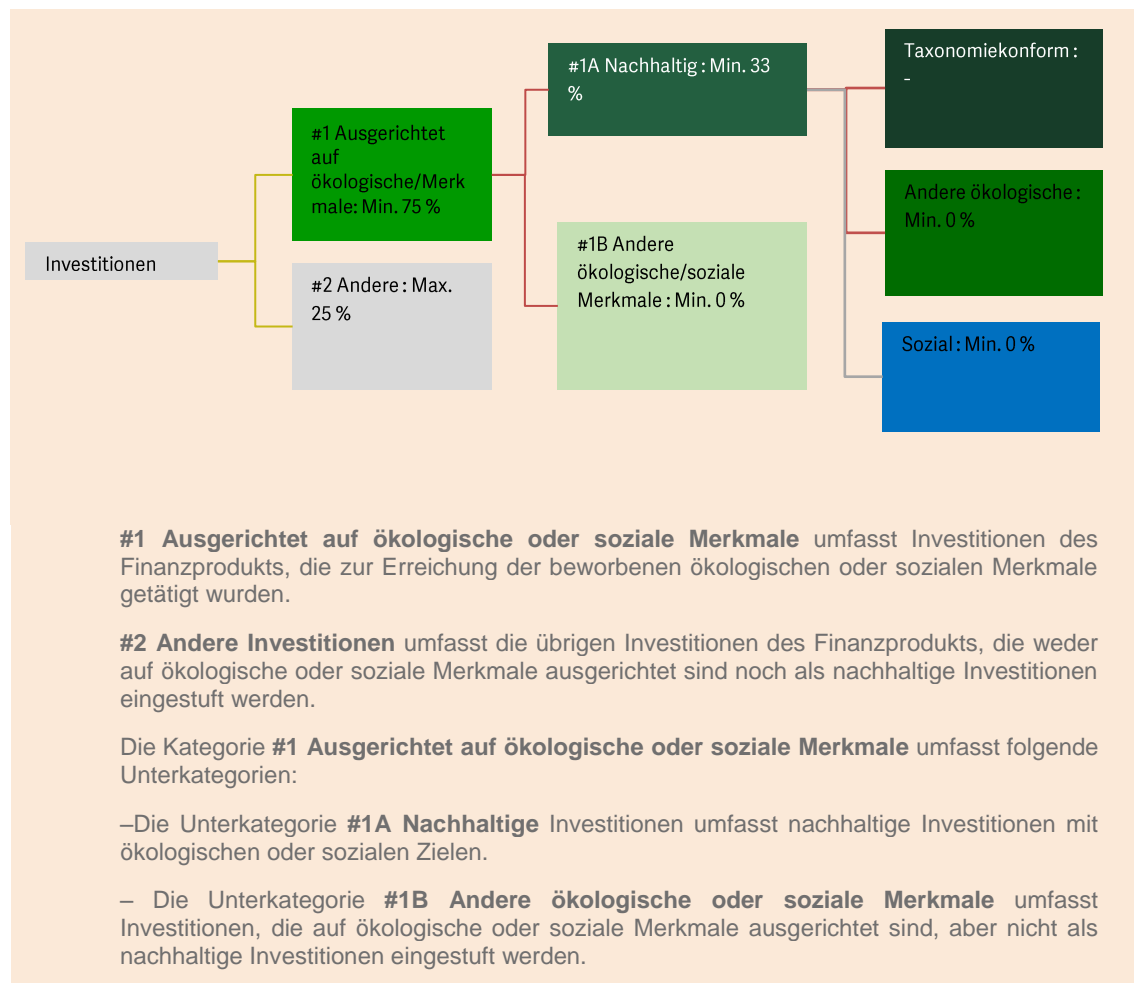 Investitionen
#1 Ausgerichtet
auf
ökologische/Merk
male: Min. 75 %
#2 Andere : Max.
25 %
#1A Nachhaltig : Min. 33
%
#1B Andere
ökologische/soziale
Merkmale : Min. 0 %
Taxonomiekonform :
-
Andere ökologische :
Min. 0 %
Sozial : Min. 0 %
#1 Ausgerichtet auf ökologische oder soziale Merkmale umfasst Investitionen des
Finanzprodukts, die zur Erreichung der beworbenen ökologischen oder sozialen Merkmale
getätigt wurden.
#2 Andere Investitionen umfasst die übrigen Investitionen des Finanzprodukts, die weder
auf ökologische oder soziale Merkmale ausgerichtet sind noch als nachhaltige Investitionen
eingestuft werden.
Die Kategorie #1 Ausgerichtet auf ökologische oder soziale Merkmale umfasst folgende
Unterkategorien:
–Die Unterkategorie #1A Nachhaltige Investitionen umfasst nachhaltige Investitionen mit
ökologischen oder sozialen Zielen.
– Die Unterkategorie #1B Andere ökologische oder soziale Merkmale umfasst
Investitionen, die auf ökologische oder soziale Merkmale ausgerichtet sind, aber nicht als
nachhaltige Investitionen eingestuft werden.